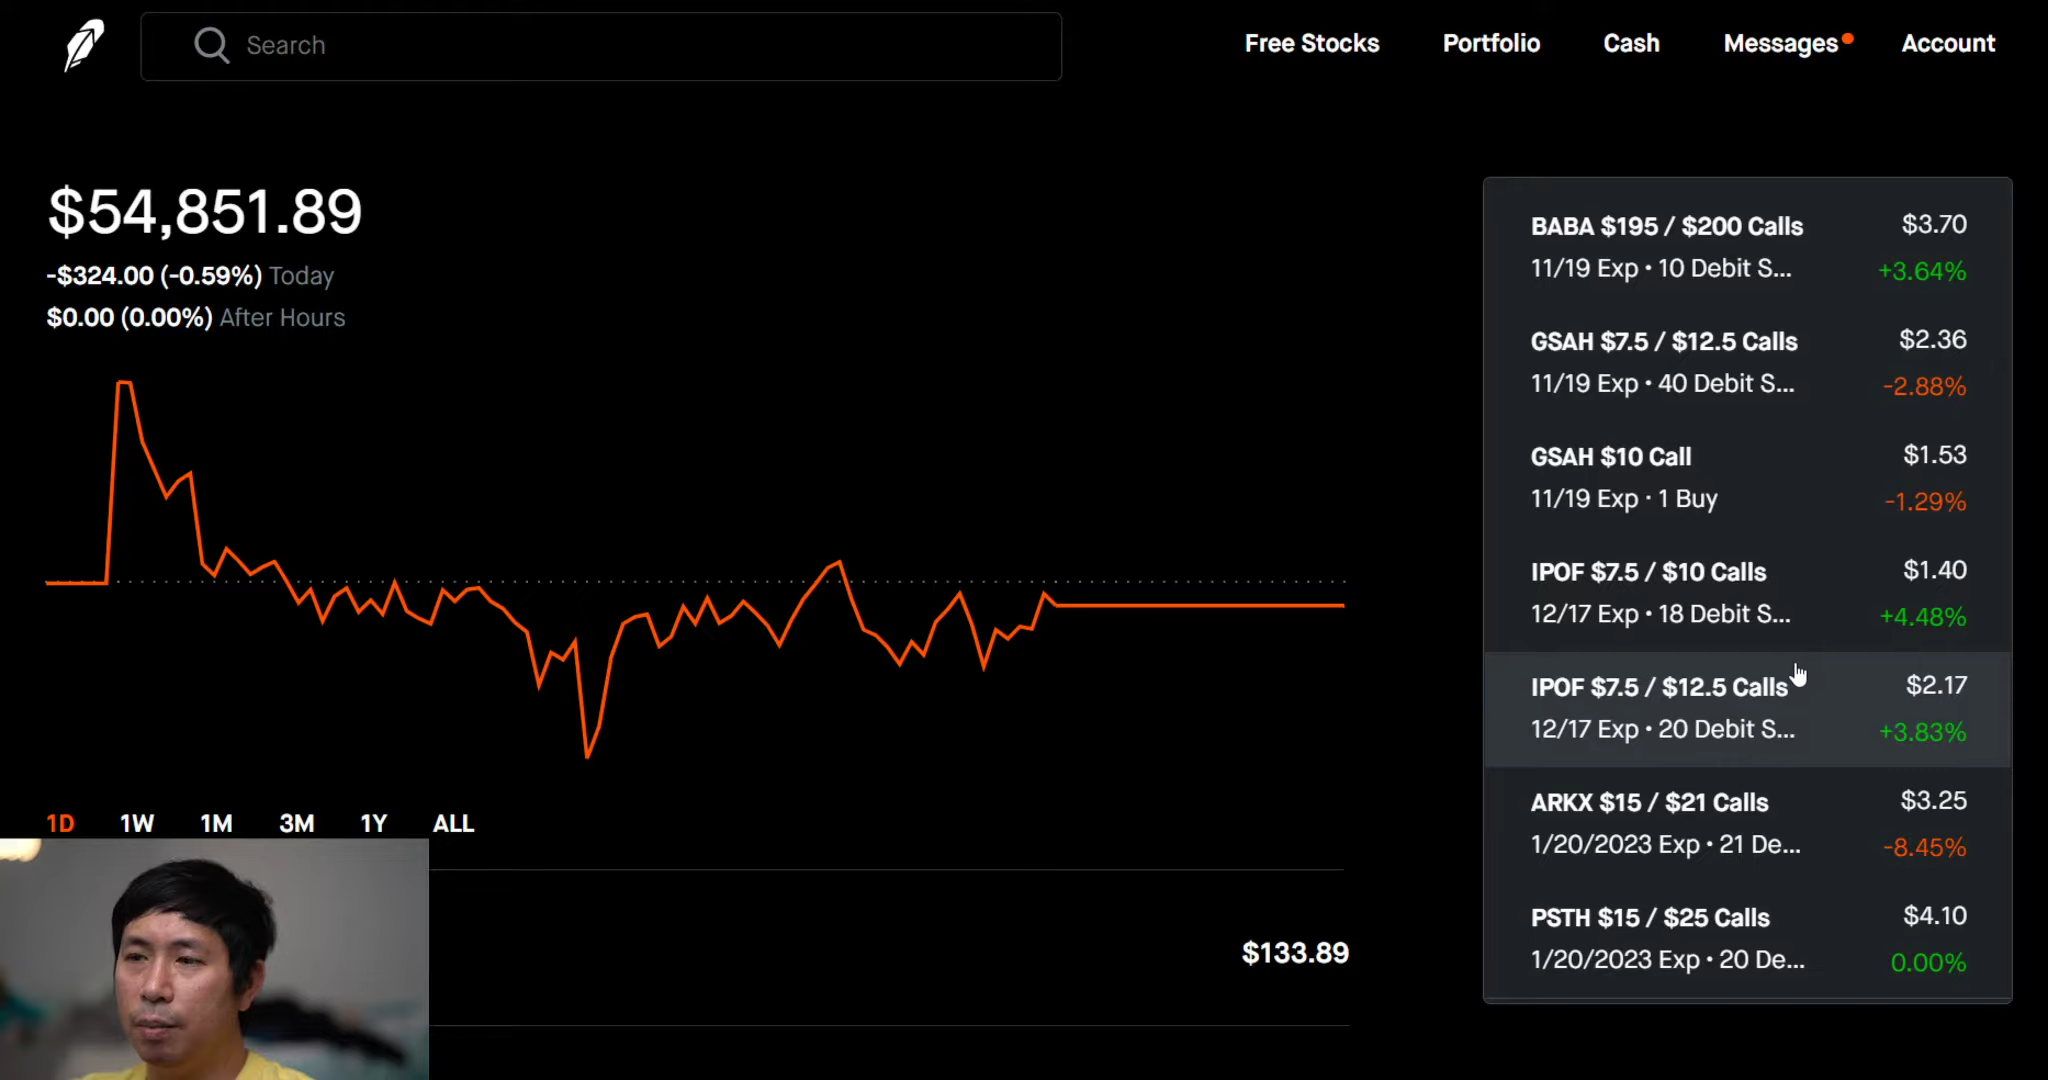 Search
Free Stocks
Portfolio
Cash
Messages
Account
$54,851.89
-$324.00 (-0.59%) Today
$0.00 (0.00%) After Hours
1D
1W
1M
3M
1Y
ALL
$133.89
BABA $195 / $200 Calls $3.70
11/19 Exp • 10 Debit S... +3.64%
GSAH $7.5 / $12.5 Calls $2.36
11/19 Exp • 40 Debit S... -2.88%
GSAH $10 Call $1.53
11/19 Exp · 1 Buy -1.29%
IPOF $7.5 / $10 Calls $1.40
12/17 Exp • 18 Debit S... +4.48%
IPOF $7.5 / $12.5 Calls $2.17
12/17 Exp • 20 Debit S... +3.83%
ARKX $15 / $21 Calls $3.25
1/20/2023 Exp • 21 De... -8.45%
PSTH $15 / $25 Calls $4.10
1/20/2023 Exp • 20 De... 0.00%